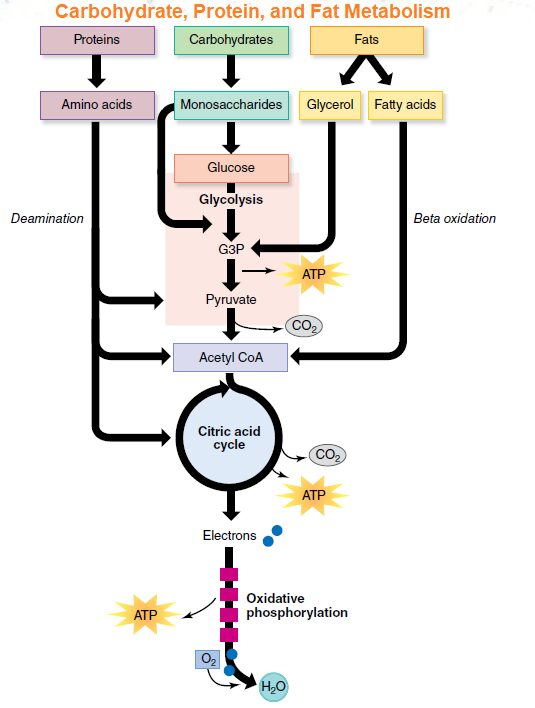 Carbohydrate, Protein, and Fat Metabolism
Proteins
Carbohydrates
Fats
Amino acids
Monosaccharides
Glycerol
Fatty acids
Glucose
Glycolysis
Deamination
Beta oxidation
G3P
ATP
Pyruvate
CO₂
Acetyl CoA
Citric acid
cycle
CO₂
ATP
Electrons
Oxidative
phosphorylation
ATP
O₂
H₂O